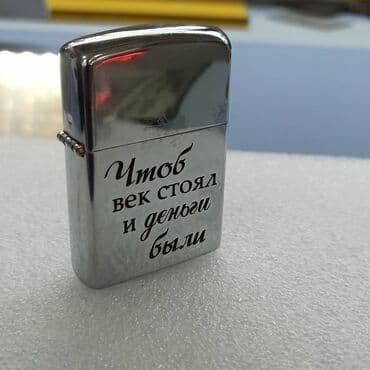 Чтоб
век стоял
и деньги
были